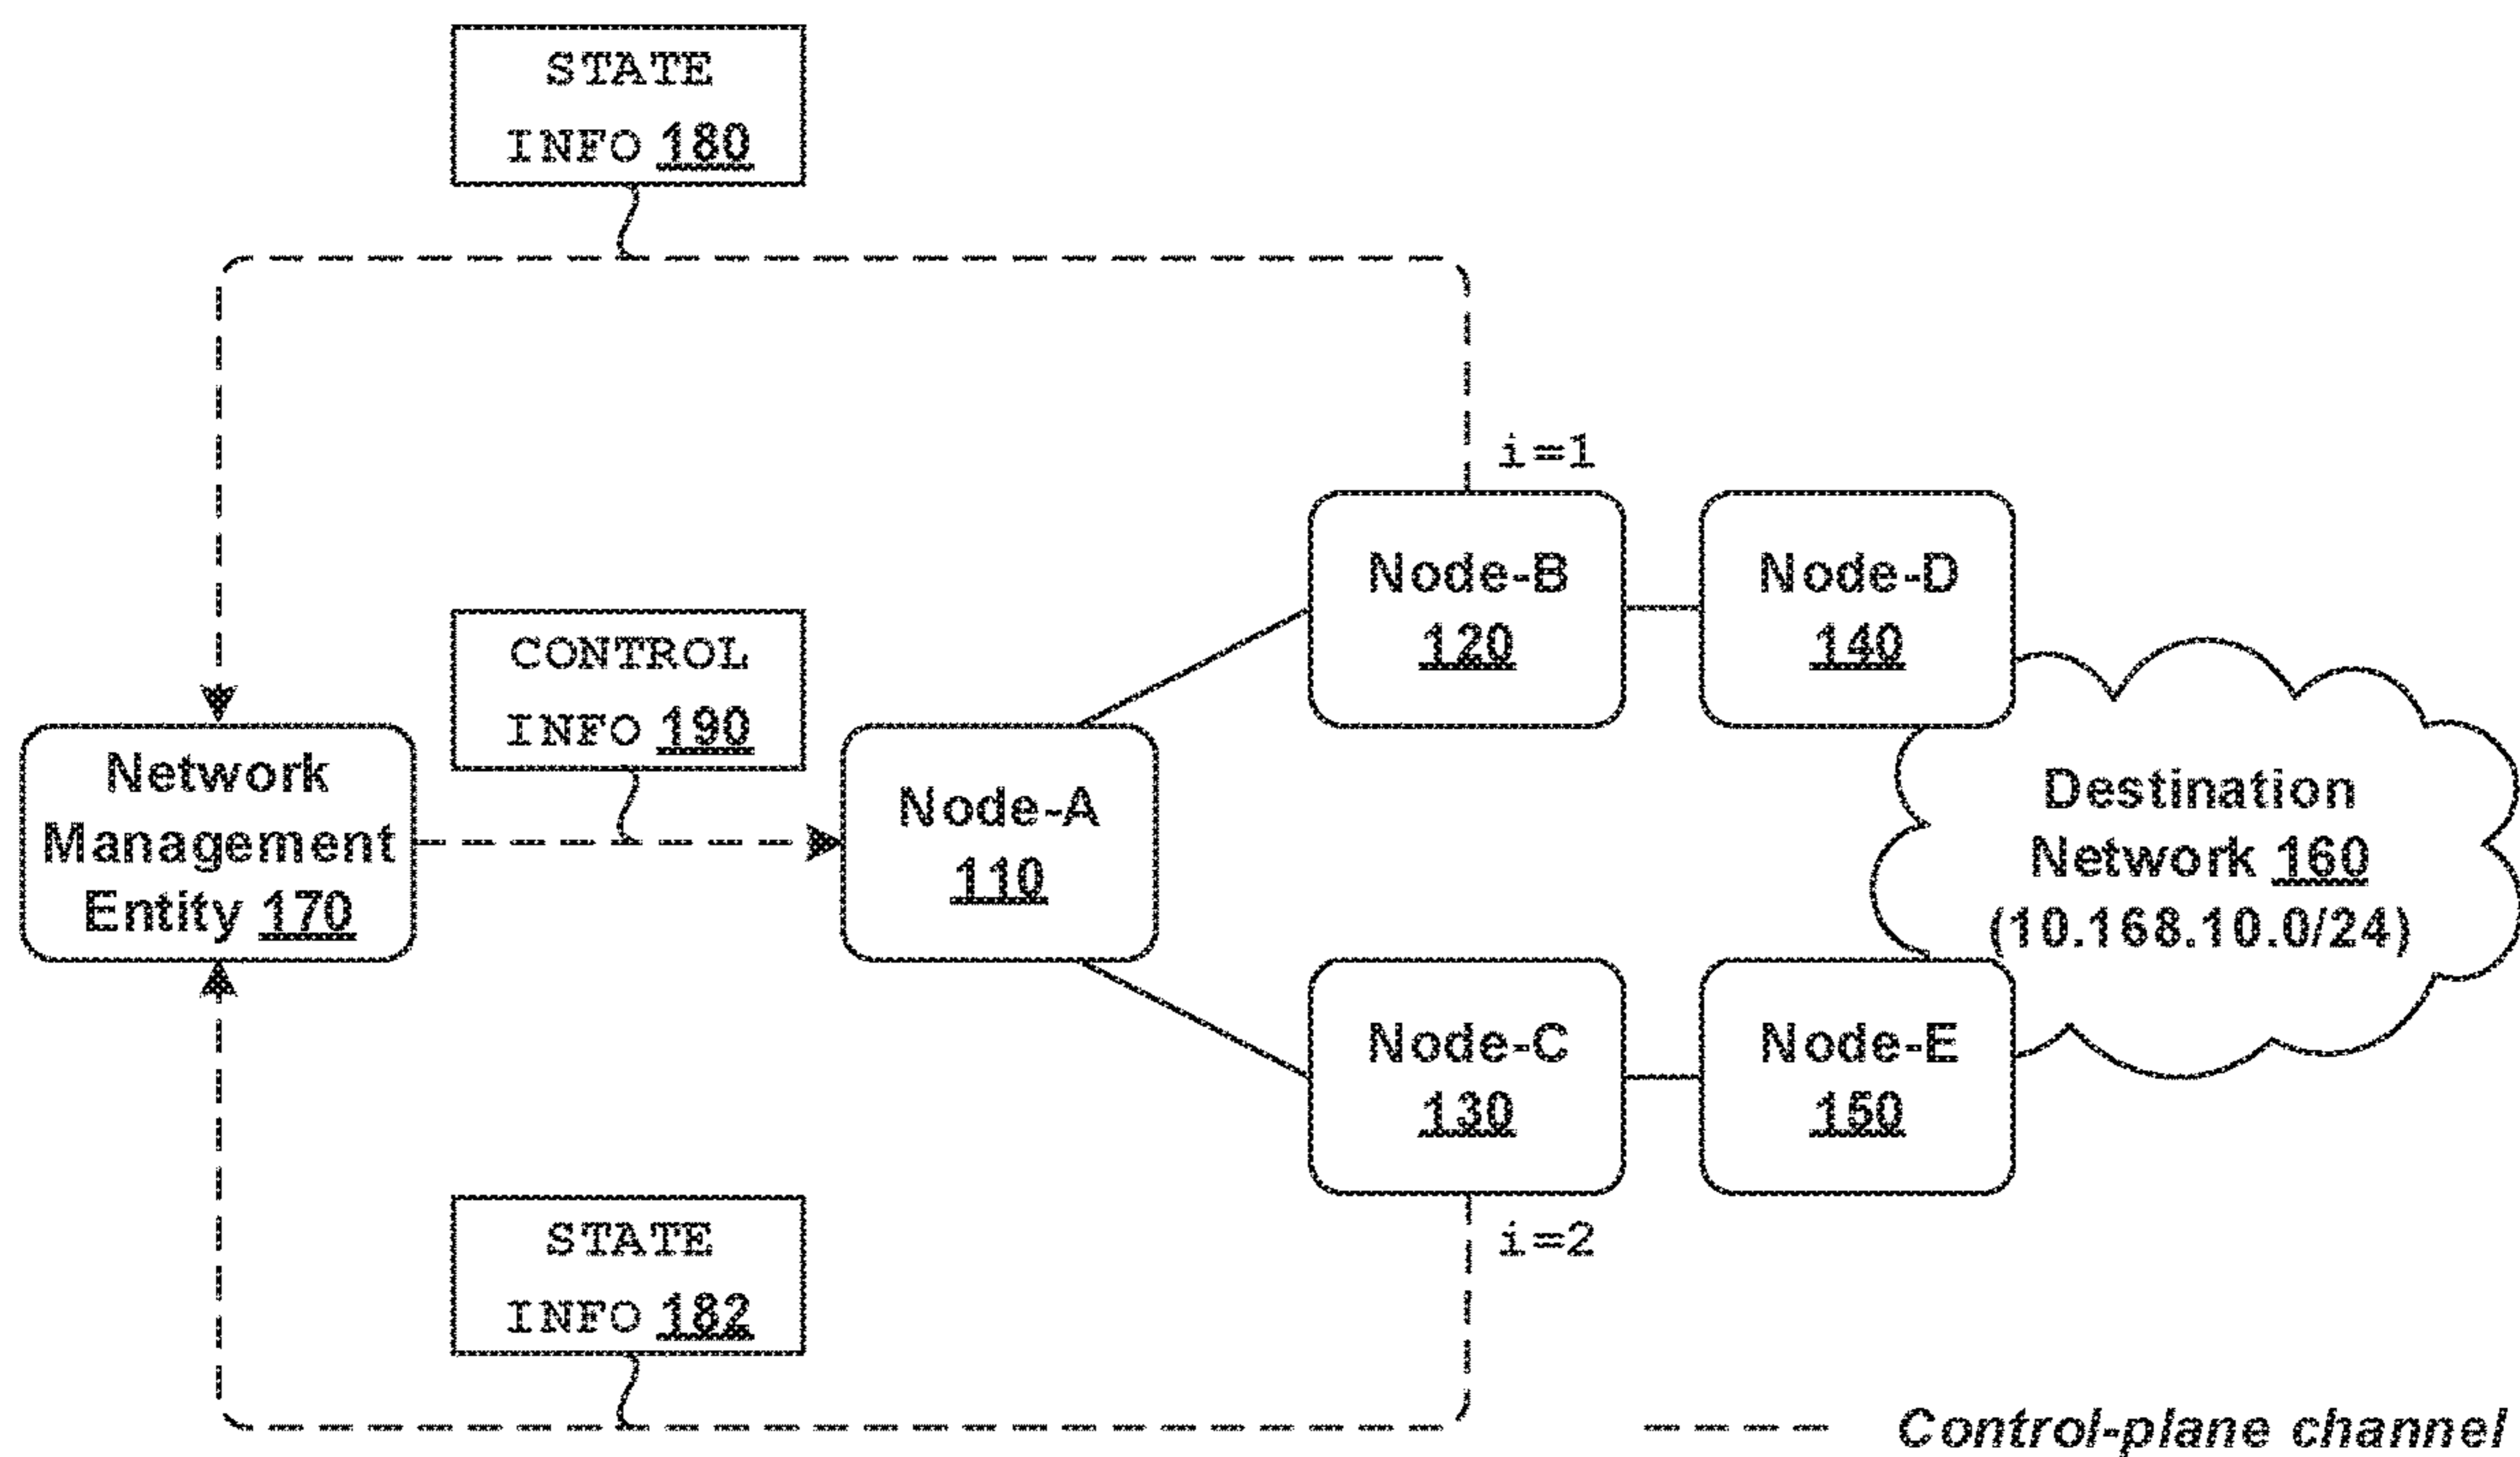 STATE
INFO 180
i=1
Node-B
120
Node-D
140
CONTROL
INFO 190
Network
Management
Entity 170
Node-A
110
Destination
Network 160
(10.168.10.0/24)
Node-C
130
Node-E
150
i=2
STATE
INFO 182
Control-plane channel